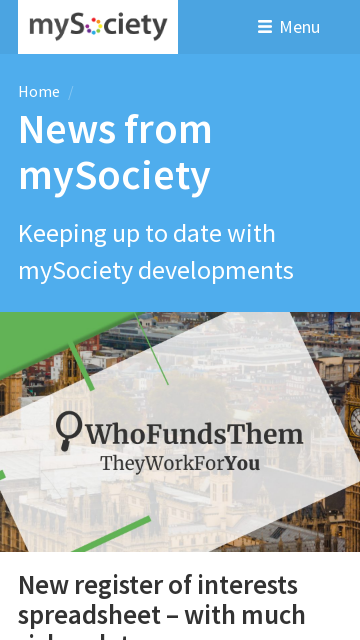 mySociety
Menu
Home /
News from
mySociety
Keeping up to date with
mySociety developments
WhoFundsThem
TheyWorkForYou
New register of interests
spreadsheet – with much